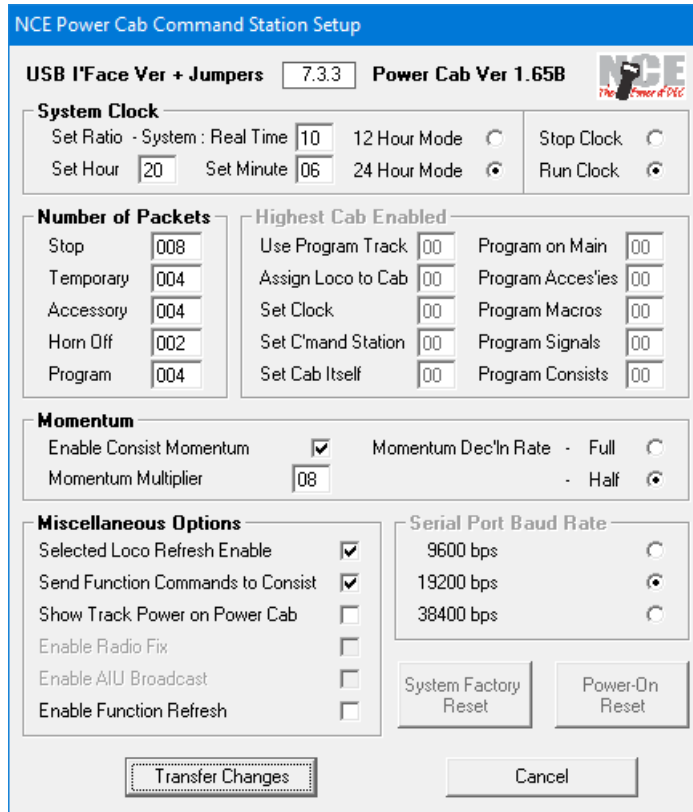 NCE Power Cab Command Station Setup
USB I'Face Ver + Jumpers 7.3.3 Power Cab Ver 1.65B
NCE
The Power of DCC
System Clock
Set Ratio - System : Real Time 10 12 Hour Mode Stop Clock
Set Hour 20 Set Minute 06 24 Hour Mode Run Clock
Number of Packets
Stop 008
Temporary 004
Accessory 004
Horn Off 002
Program 004
Highest Cab Enabled
Use Program Track 00 Program on Main 00
Assign Loco to Cab 00 Program Acces'ies 00
Set Clock 00 Program Macros 00
Set C'mand Station 00 Program Signals 00
Set Cab Itself 00 Program Consists 00
Momentum
Enable Consist Momentum Momentum Dec'ln Rate - Full
Momentum Multiplier 08 - Half
Miscellaneous Options
Selected Loco Refresh Enable
Send Function Commands to Consist
Show Track Power on Power Cab
Enable Radio Fix
Enable AIU Broadcast
Enable Function Refresh
Serial Port Baud Rate
9600 bps
19200 bps
38400 bps
System Factory
Reset
Power-On
Reset
Transfer Changes Cancel